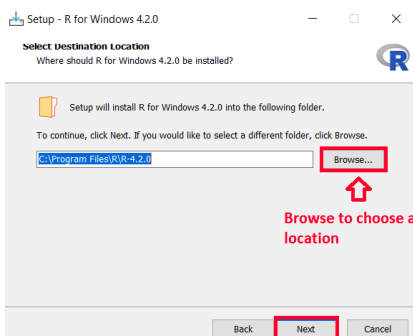 Setup - R for Windows 4.2.0
Select Destination Location
Where should R for Windows 4.2.0 be installed?
R
Setup will install R for Windows 4.2.0 into the following folder.
To continue, click Next. If you would like to select a different folder, click Browse.
C:\Program Files\R\R-4.2.0
Browse...
Browse to choose a
location
Back Next Cancel